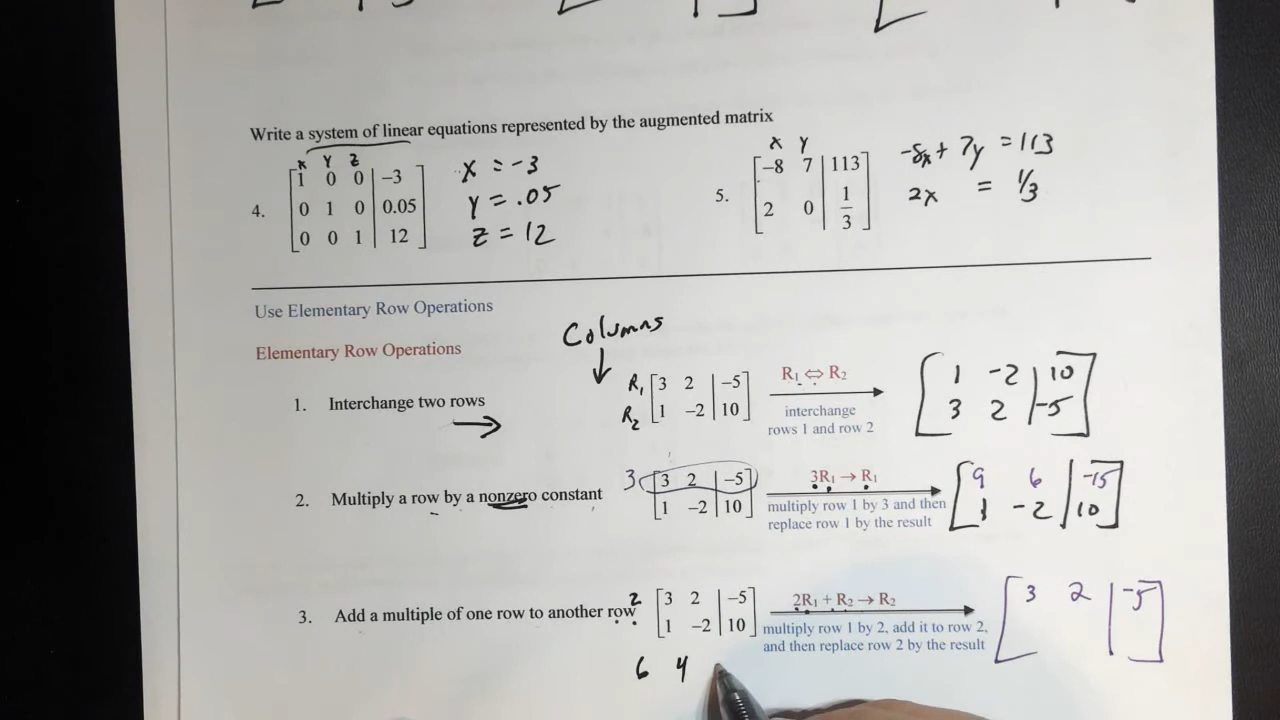 Write a system of linear equations represented by the augmented matrix
x y z
4. [1 0 0 | -3
0 1 0 | 0.05
0 0 1 | 12]
x = -3
y = .05
z = 12
x y
5. [-8 7 | 113
2 0 | 1/3]
-8x + 7y = 113
2x = 1/3
Use Elementary Row Operations
Elementary Row Operations
Columns
1. Interchange two rows
R1 [3 2 | -5
R2 1 -2 | 10]
R1 ⇔ R2
interchange
rows 1 and row 2
[1 -2 | 10
3 2 | -5]
2. Multiply a row by a nonzero constant
3 [3 2 | -5
1 -2 | 10]
3R1 → R1
multiply row 1 by 3 and then
replace row 1 by the result
[9 6 | -15
1 -2 | 10]
3. Add a multiple of one row to another row
2 [3 2 | -5
1 -2 | 10]
2R1 + R2 → R2
multiply row 1 by 2, add it to row 2,
and then replace row 2 by the result
[3 2 | -5]
6 4